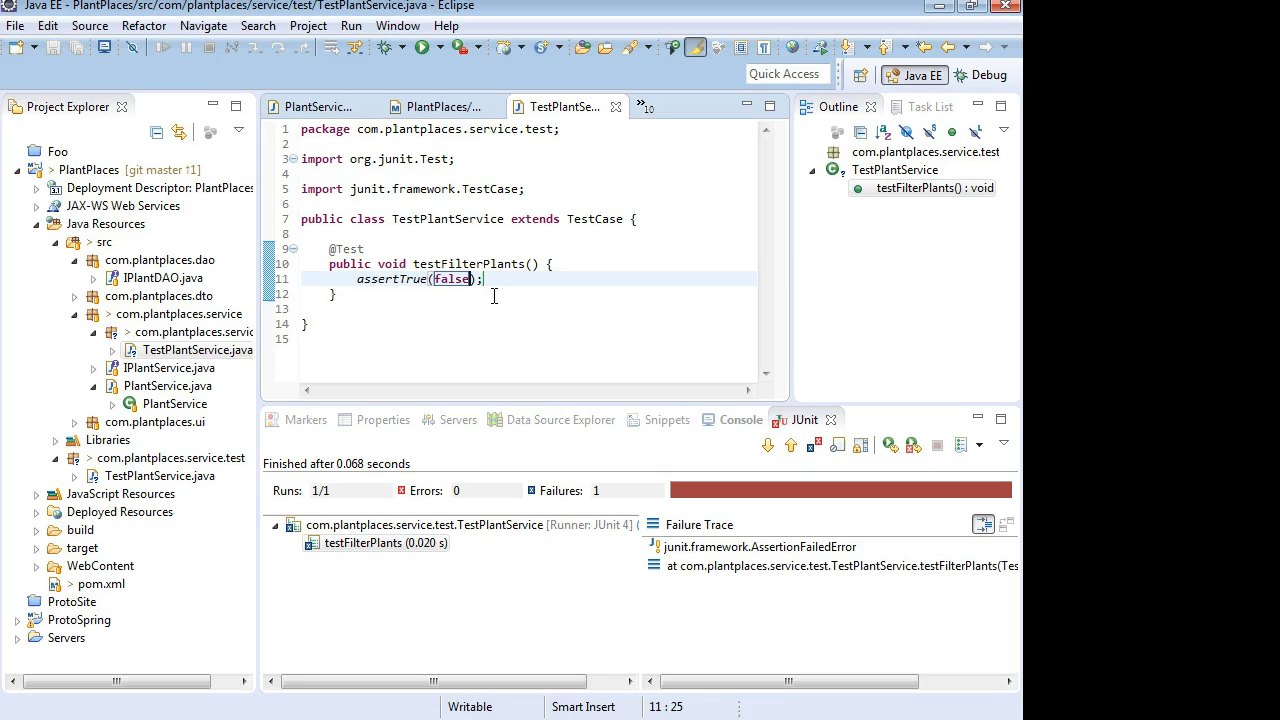 Java EE - PlantPlaces/src/com/plantplaces/service/test/TestPlantService.java - Eclipse
File Edit Source Refactor Navigate Search Project Run Window Help
Quick Access
Java EE
Debug
Project Explorer
Foo
> PlantPlaces [git master ↑1]
Deployment Descriptor: PlantPlaces
JAX-WS Web Services
Java Resources
> src
com.plantplaces.dao
IPlantDAO.java
com.plantplaces.dto
> com.plantplaces.service
> com.plantplaces.servic
TestPlantService.java
IPlantService.java
PlantService.java
PlantService
com.plantplaces.ui
Libraries
> com.plantplaces.service.test
TestPlantService.java
JavaScript Resources
Deployed Resources
> build
target
WebContent
> pom.xml
ProtoSite
ProtoSpring
Servers
PlantServic...
PlantPlaces/...
TestPlantSe...
»10
1 package com.plantplaces.service.test;
2
3 import org.junit.Test;
4
5 import junit.framework.TestCase;
6
7 public class TestPlantService extends TestCase {
8
9 @Test
10 public void testFilterPlants() {
11 assertTrue(false);
12 }
13
14 }
15
Outline
Task List
com.plantplaces.service.test
TestPlantService
testFilterPlants() : void
Markers
Properties
Servers
Data Source Explorer
Snippets
Console
JUnit
Finished after 0.068 seconds
Runs: 1/1
Errors: 0
Failures: 1
com.plantplaces.service.test.TestPlantService [Runner: JUnit 4] (
testFilterPlants (0.020 s)
Failure Trace
junit.framework.AssertionFailedError
at com.plantplaces.service.test.TestPlantService.testFilterPlants(Tes
Writable
Smart Insert
11 : 25